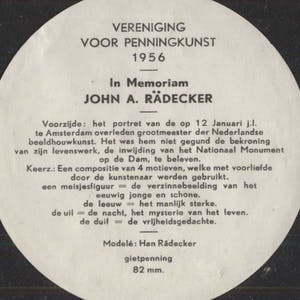 VERENIGING
VOOR PENNINGKUNST
1956
In Memoriam
JOHN A. RÄDECKER
Voorzijde: het portret van de op 12 Januari j.l.
te Amsterdam overleden grootmeester der Nederlandse
beeldhouwkunst. Het was hem niet gegund de bekroning
van zijn levenswerk, de inwijding van het Nationaal Monument
op de Dam, te beleven.
Keerz.: Een compositie van 4 motieven, welke met voorliefde
door de kunstenaar werden gebruikt.
een meisjesfiguur = de verzinnebeelding van het
eeuwig jonge en schone.
de leeuw = het manlijk sterke.
de uil = de nacht, het mysterie van het leven.
de duif = de vrijheidsgedachte.
Modelé: Han Rädecker
gietpenning
82 mm.